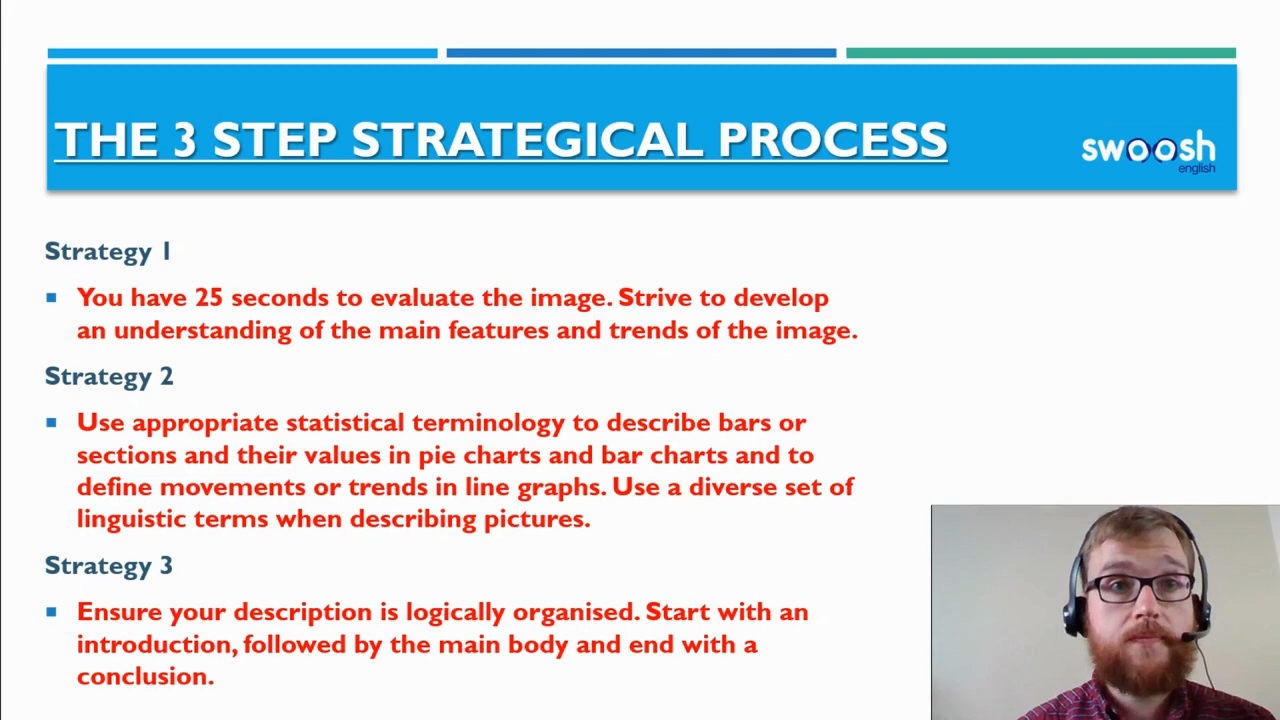 THE 3 STEP STRATEGICAL PROCESS
swoosh
english
Strategy 1
You have 25 seconds to evaluate the image. Strive to develop
an understanding of the main features and trends of the image.
Strategy 2
Use appropriate statistical terminology to describe bars or
sections and their values in pie charts and bar charts and to
define movements or trends in line graphs. Use a diverse set of
linguistic terms when describing pictures.
Strategy 3
Ensure your description is logically organised. Start with an
introduction, followed by the main body and end with a
conclusion.